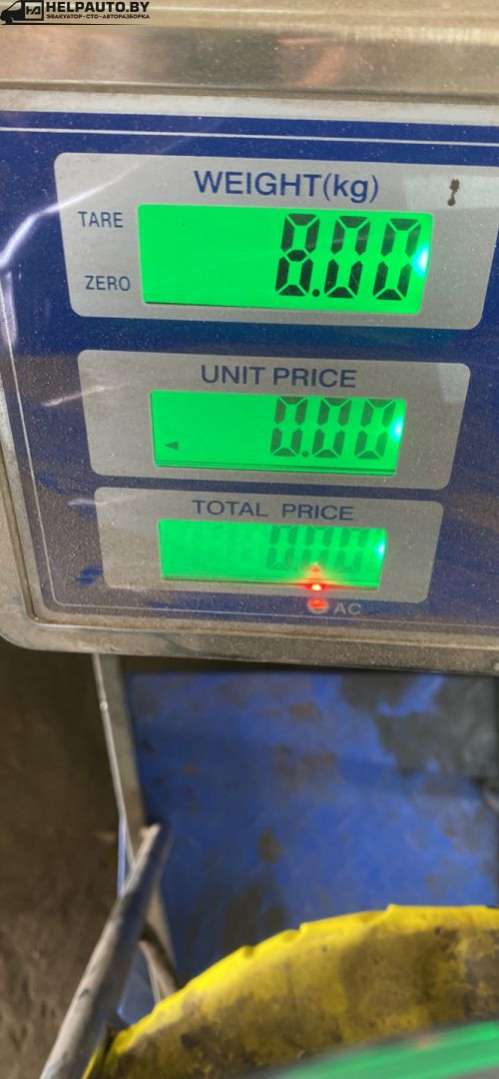 HELPAUTO.BY
ЭВАКУАТОР-СТО-АВТОРАЗБОРКА
WEIGHT(kg)
TARE
8.00
ZERO
UNIT PRICE
0.00
TOTAL PRICE
0.00
AC